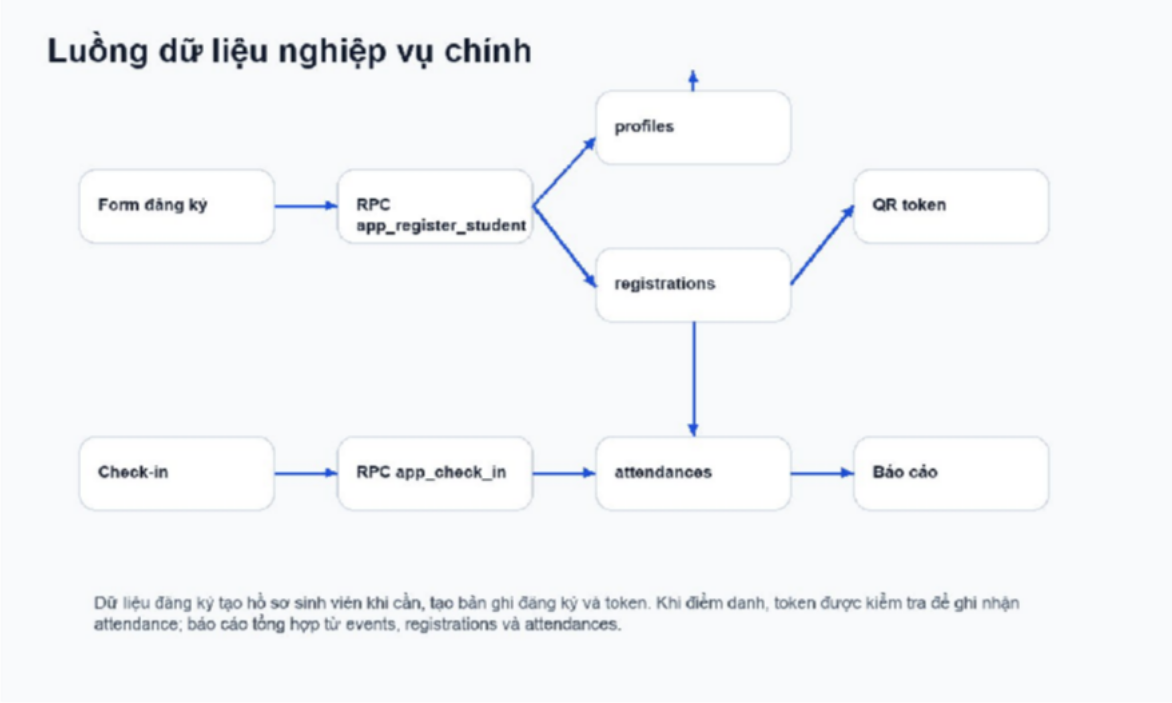 Luồng dữ liệu nghiệp vụ chính
profiles
Form đăng ký
RPC
app_register_student
QR token
registrations
Check-in
RPC app_check_in
attendances
Báo cáo
Dữ liệu đăng ký tạo hồ sơ sinh viên khi cần, tạo bản ghi đăng ký và token. Khi điểm danh, token được kiểm tra để ghi nhận
attendance; báo cáo tổng hợp từ events, registrations và attendances.